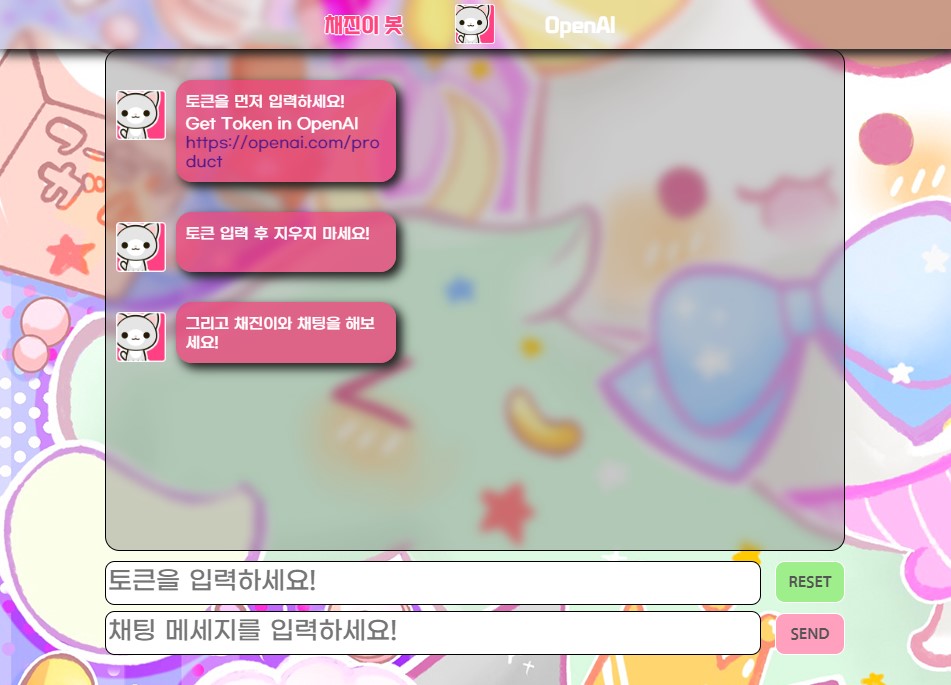 채진이 봇 OpenAI
토큰을 먼저 입력하세요!
Get Token in OpenAI
https://openai.com/pro
duct
토큰 입력 후 지우지 마세요!
그리고 채진이와 채팅을 해보
세요!
토큰을 입력하세요!
RESET
채팅 메세지를 입력하세요!
SEND